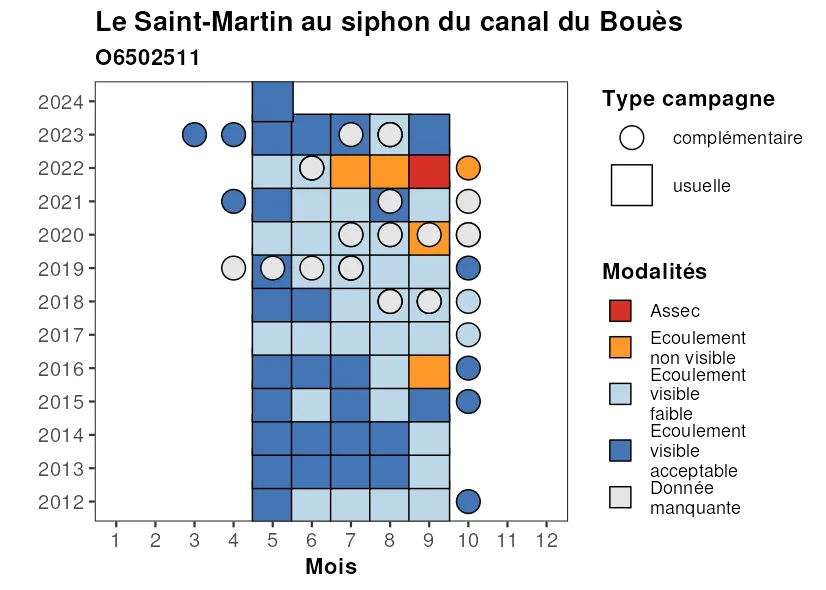 Le Saint-Martin au siphon du canal du Bouès
O6502511
2024
2023
2022
2021
2020
2019
2018
2017
2016
2015
2014
2013
2012
1 2 3 4 5 6 7 8 9 10 11 12
Mois
Type campagne
complémentaire
usuelle
Modalités
Assec
Ecoulement
non visible
Ecoulement
visible
faible
Ecoulement
visible
acceptable
Donnée
manquante